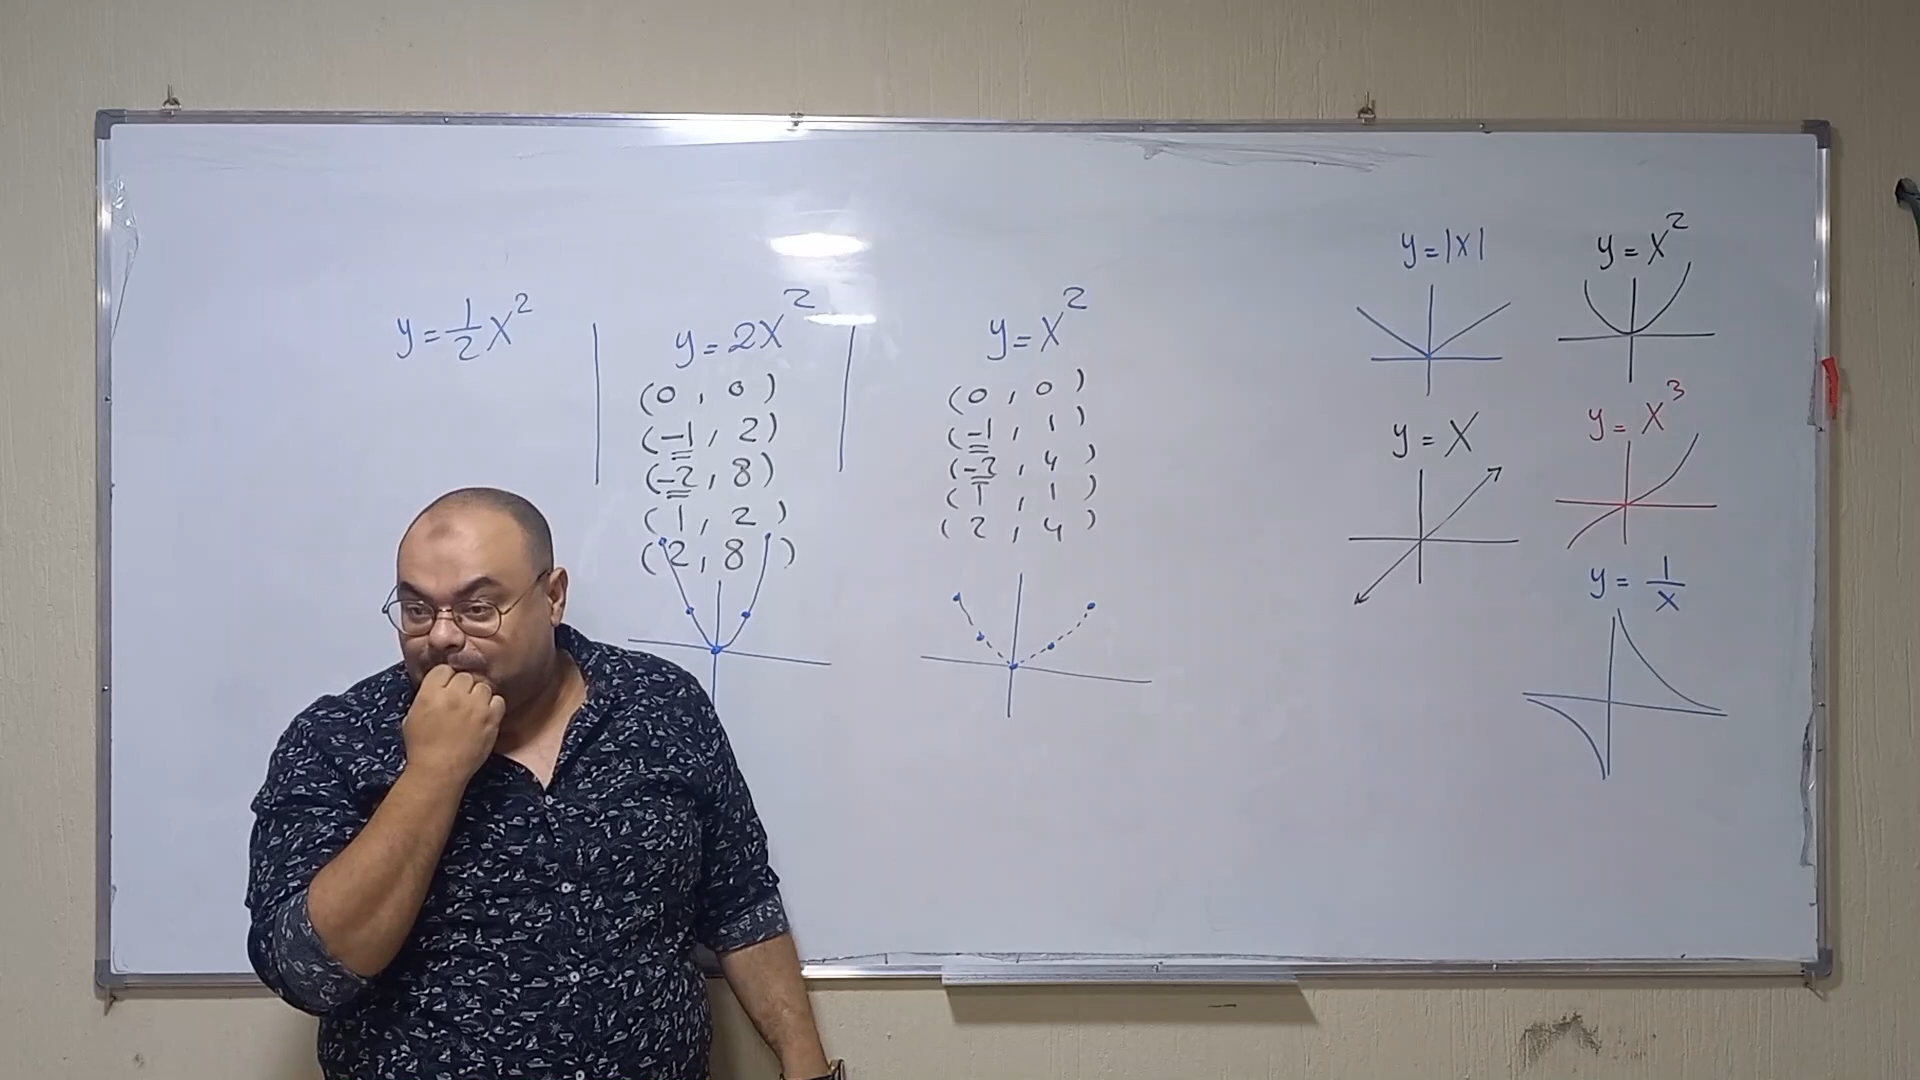 y = 1/2 x²
y = 2x²
(0, 0)
(-1, 2)
(-2, 8)
(1, 2)
(2, 8)
y = x²
(0, 0)
(-1, 1)
(-2, 4)
(1, 1)
(2, 4)
y = |x|
y = x²
y = x
y = x³
y = 1/x